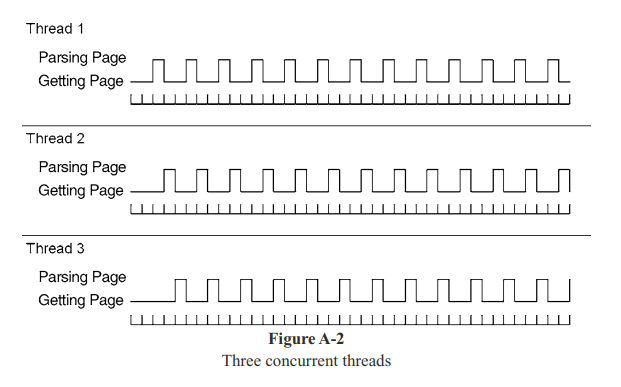 Thread 1
Parsing Page
Getting Page
Thread 2
Parsing Page
Getting Page
Thread 3
Parsing Page
Getting Page
Figure A-2
Three concurrent threads